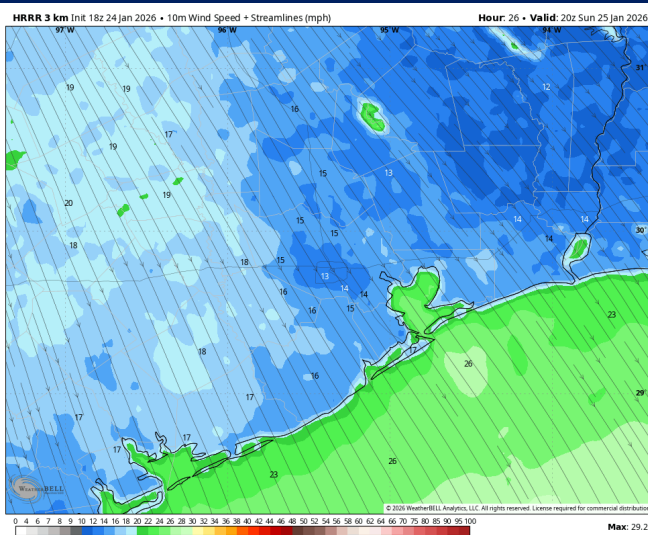 HRRR 3 km Init 18z 24 Jan 2026 • 10m Wind Speed + Streamlines (mph)
Hour: 26 • Valid: 20z Sun 25 Jan 2026
97°W 96°W 95°W 94°W
31°
19 19 12
16
17
19
15 13
19
20
15 14 14
15 14 30°
18
18 15
13
16 14 14
16 15 23
17
18 26
16
29°
17
17
17
17
23 26
WEATHERBELL
© 2026 WeatherBELL Analytics, LLC. All rights reserved. License required for commercial distribution
0 4 6 7 8 9 10 12 14 16 18 20 22 24 26 28 30 32 34 36 38 40 42 44 46 48 50 52 54 56 58 60 62 64 66 70 75 80 85 90 95 100
Max: 29.2